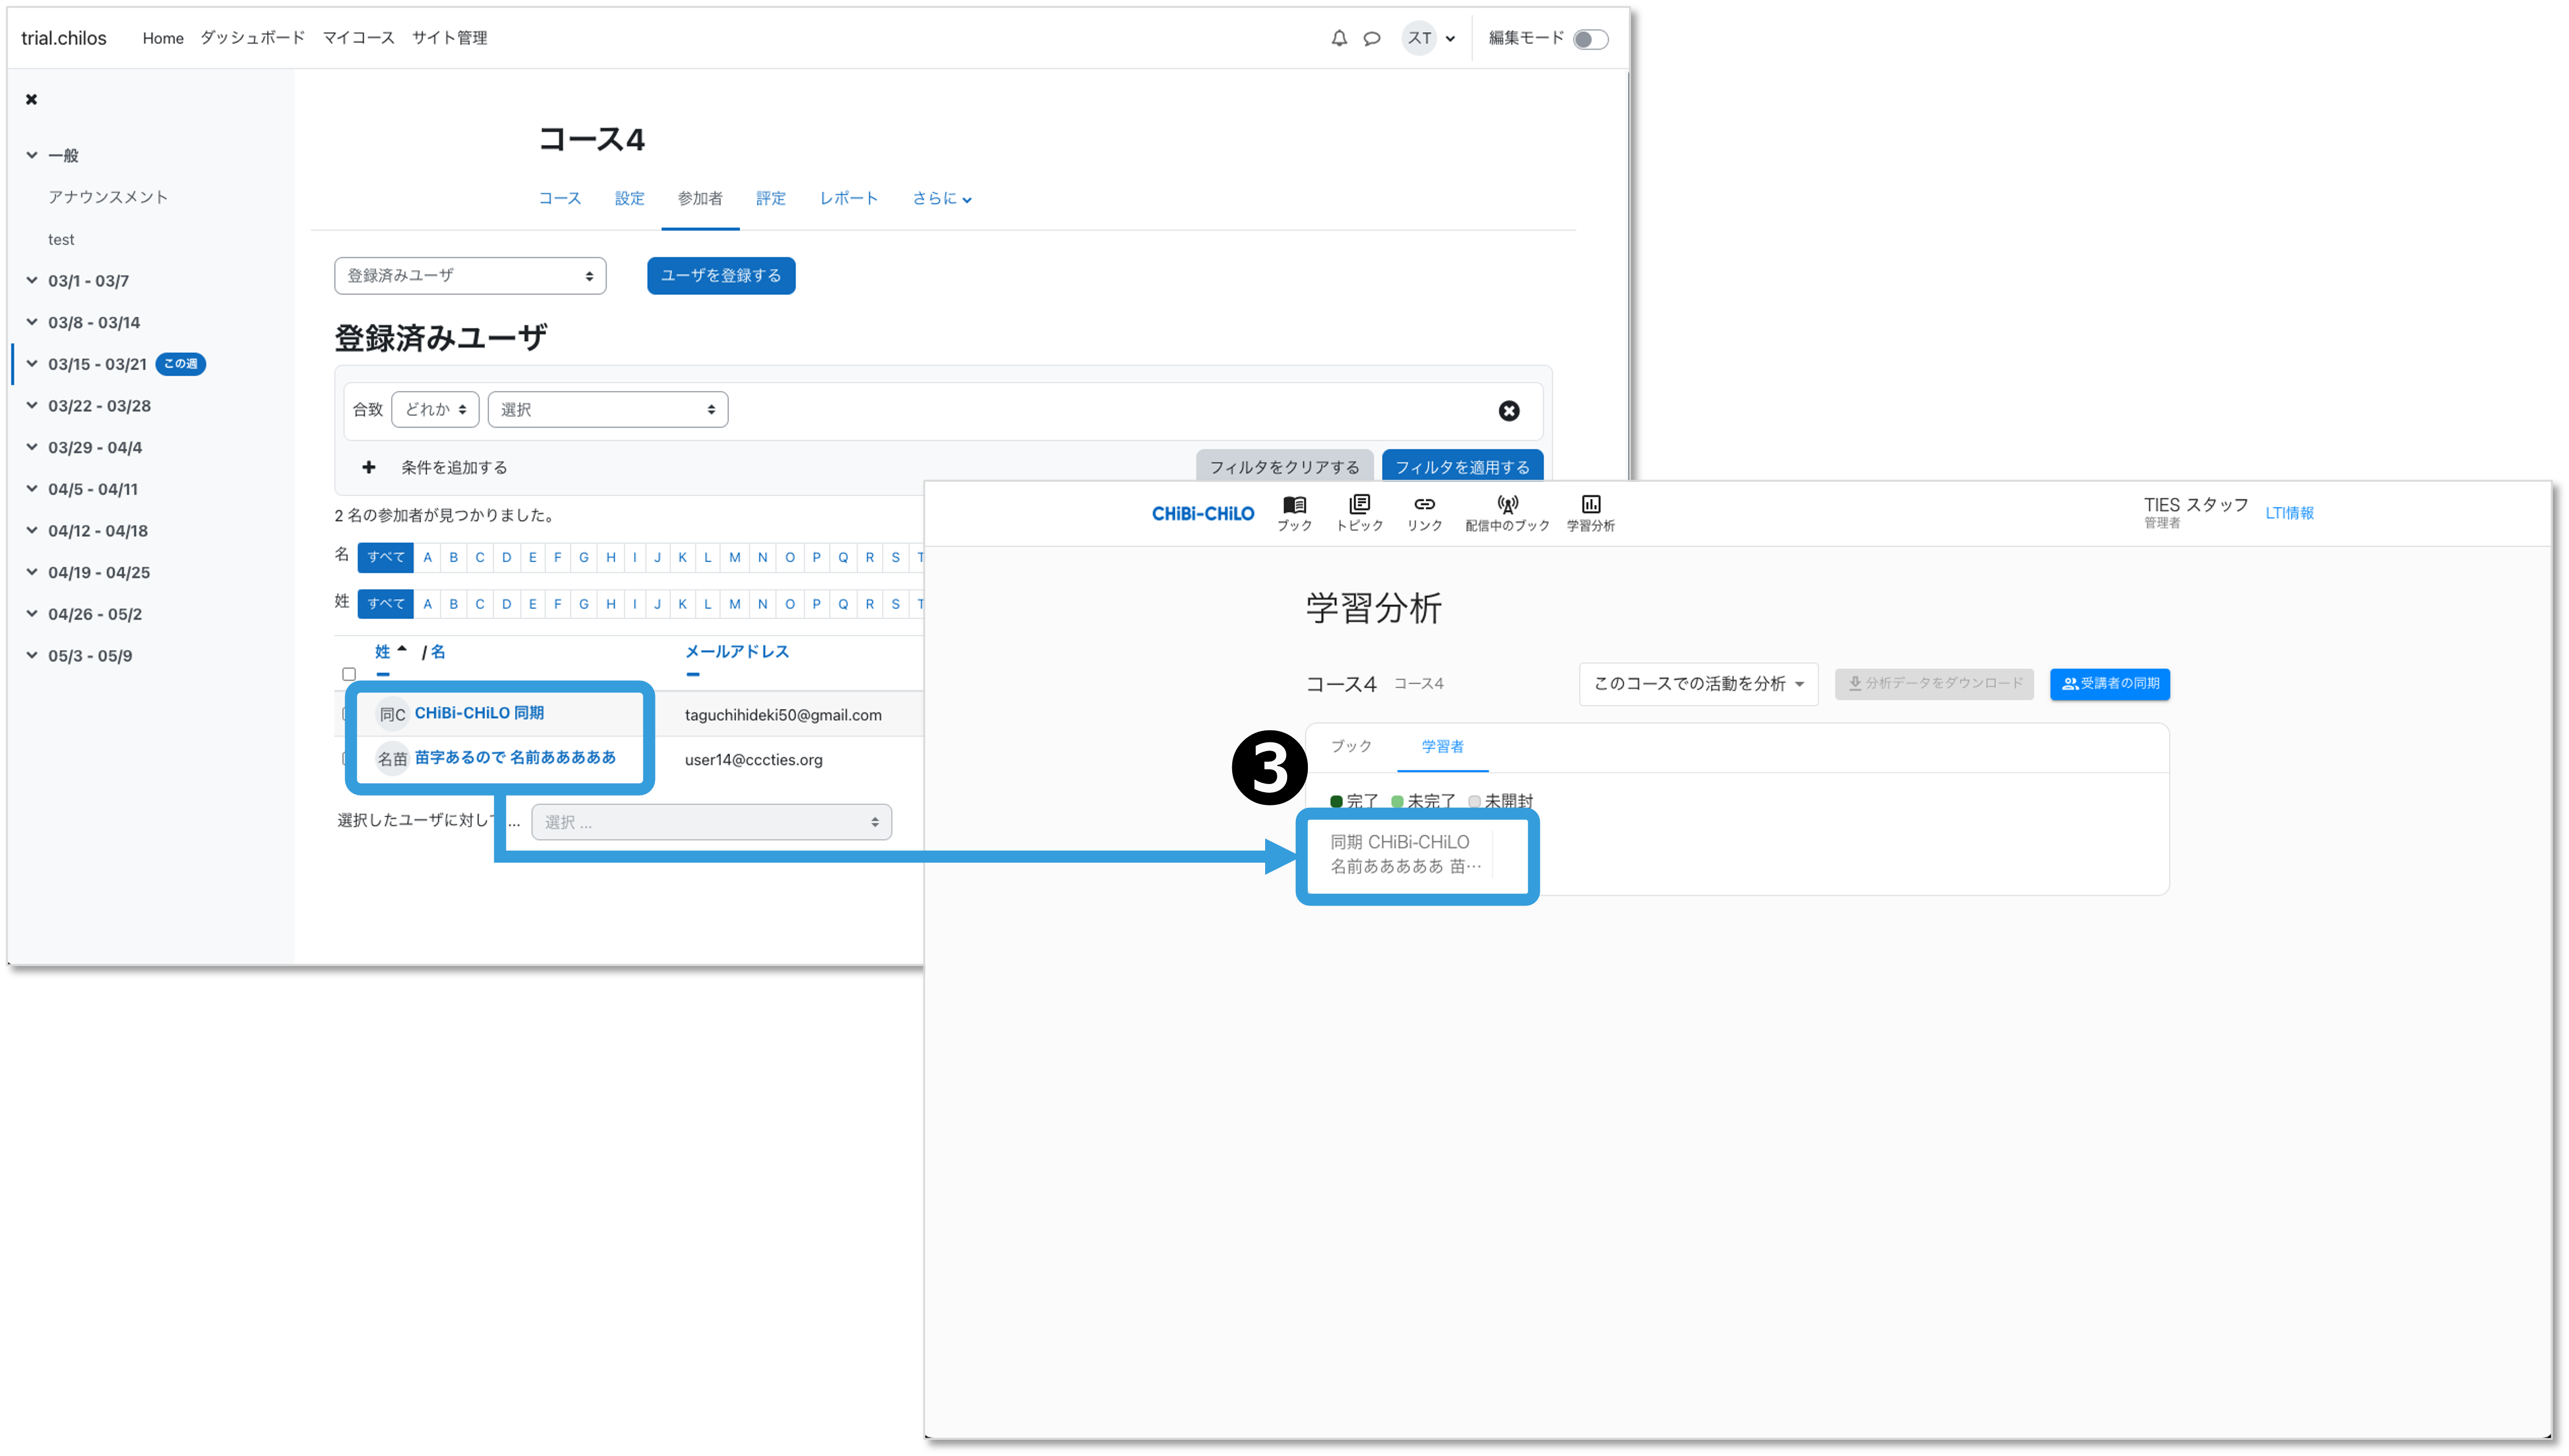 trial.chilos Home ダッシュボード マイコース サイト管理 スT 編集モード
一般
アナウンスメント
test
03/1 - 03/7
03/8 - 03/14
03/15 - 03/21 この週
03/22 - 03/28
03/29 - 04/4
04/5 - 04/11
04/12 - 04/18
04/19 - 04/25
04/26 - 05/2
05/3 - 05/9
コース4
コース 設定 参加者 評定 レポート さらに
登録済みユーザ ユーザを登録する
登録済みユーザ
合致 どれか 選択
条件を追加する フィルタをクリアする フィルタを適用する
2 名の参加者が見つかりました。
名 すべて A B C D E F G H I J K L M N O P Q R S T
姓 すべて A B C D E F G H I J K L M N O P Q R S T
姓 / 名 メールアドレス
同C CHiBi-CHiLO 同期 taguchihideki50@gmail.com
名苗 苗字あるので 名前あああああ user14@cccties.org
選択したユーザに対して ... 選択 ...
CHiBi-CHiLO ブック トピック リンク 配信中のブック 学習分析 TIES スタッフ 管理者 LTI情報
学習分析
コース4 コース4 このコースでの活動を分析 分析データをダウンロード 受講者の同期
3
ブック 学習者
完了 未完了 未開封
同期 CHiBi-CHiLO
名前あああああ 苗…